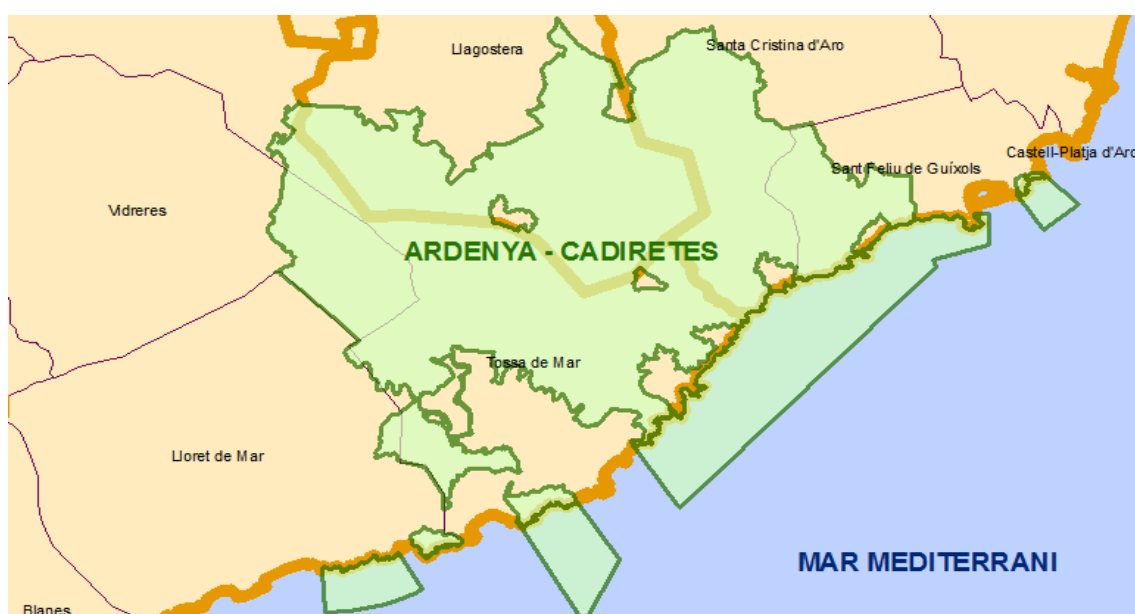 Llagostera
Santa Cristina d'Aro
Castell-Platja d'Aro
Sant Feliu de Guíxols
Vidreres
ARDENYA - CADIRETES
Tossa de Mar
Lloret de Mar
MAR MEDITERRANI
Blanes